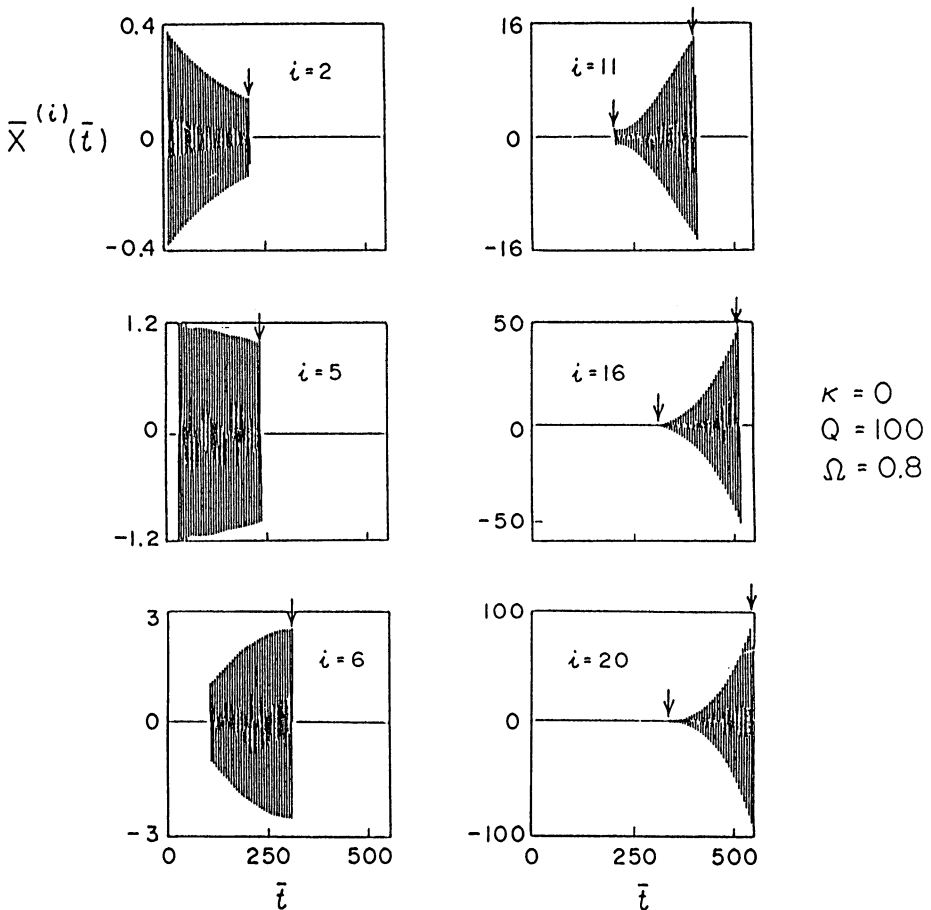 X̄ (i) (t̄)
0.4
0
-0.4
i=2
16
0
-16
i=11
1.2
0
-1.2
i=5
50
0
-50
i=16
3
0
-3
i=6
0 250 500
t̄
100
0
-100
i=20
0 250 500
t̄
κ = 0
Q = 100
Ω = 0.8